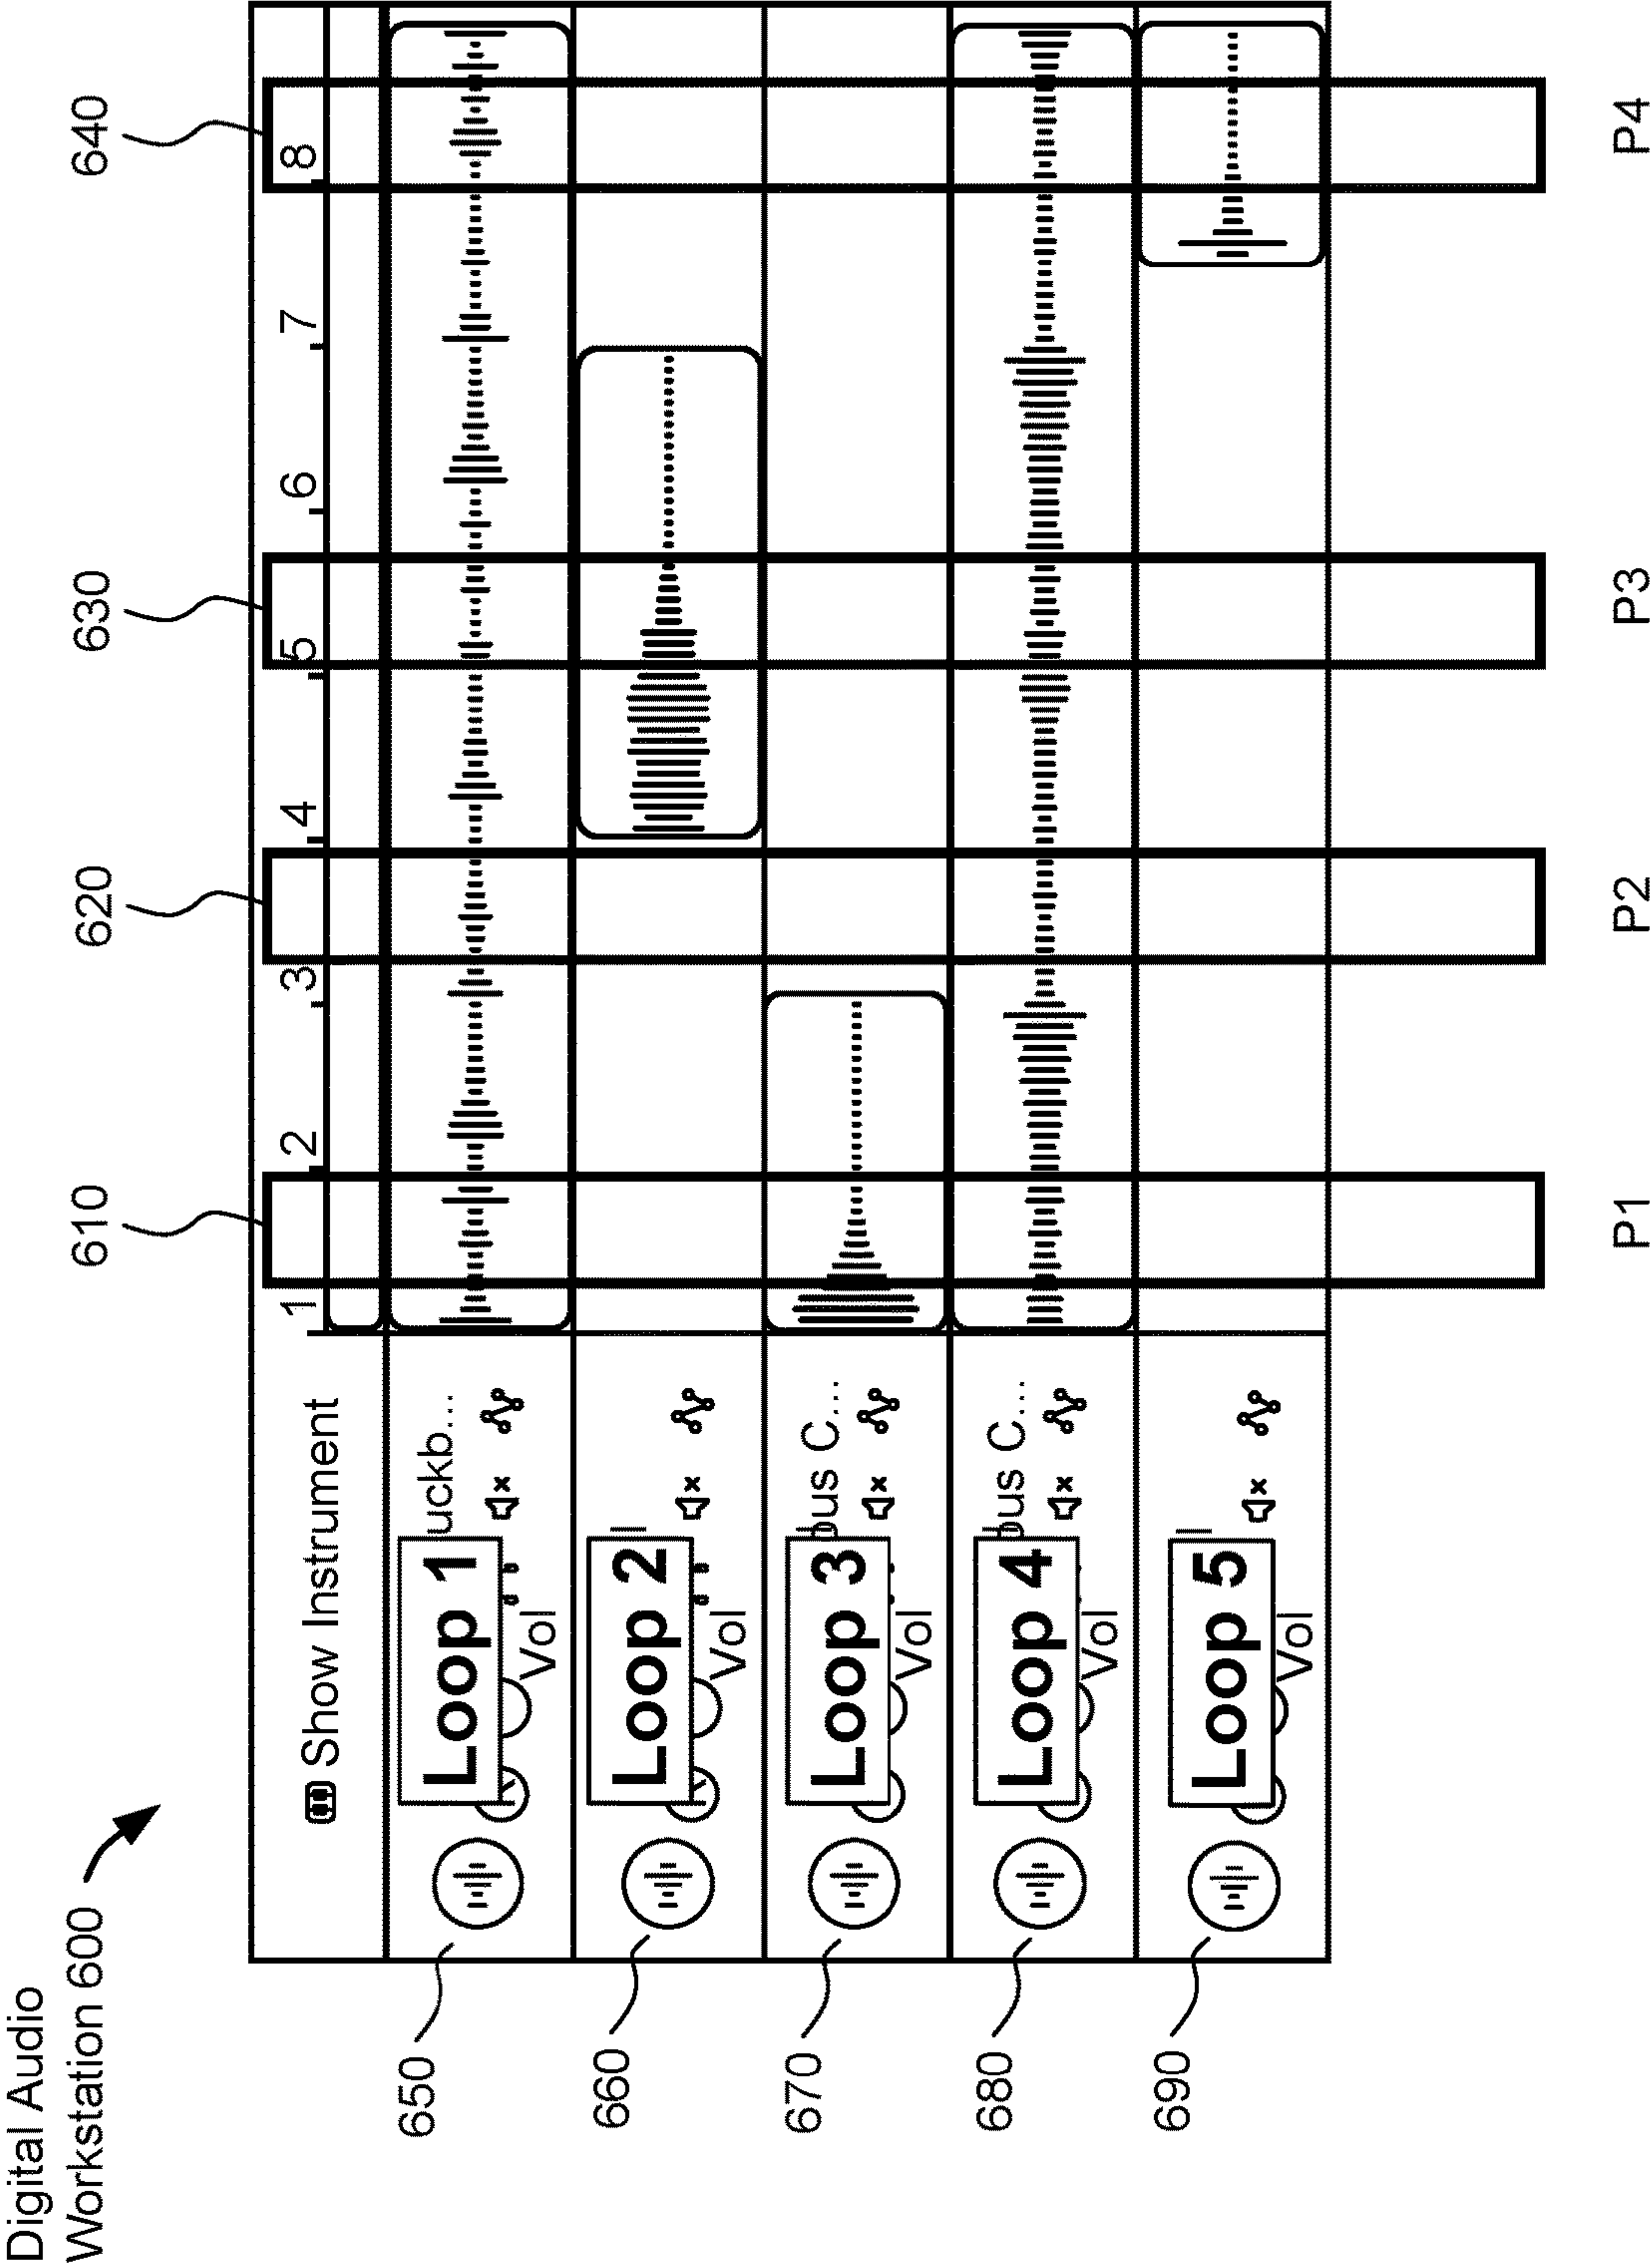 Digital Audio
Workstation 600
610
620
630
640
Show Instrument
1
2
3
4
5
6
7
8
650
Loop 1
uckb...
Vol
660
Loop 2
Vol
670
Loop 3
bus C...
Vol
680
Loop 4
bus C...
Vol
690
Loop 5
Vol
P1
P2
P3
P4